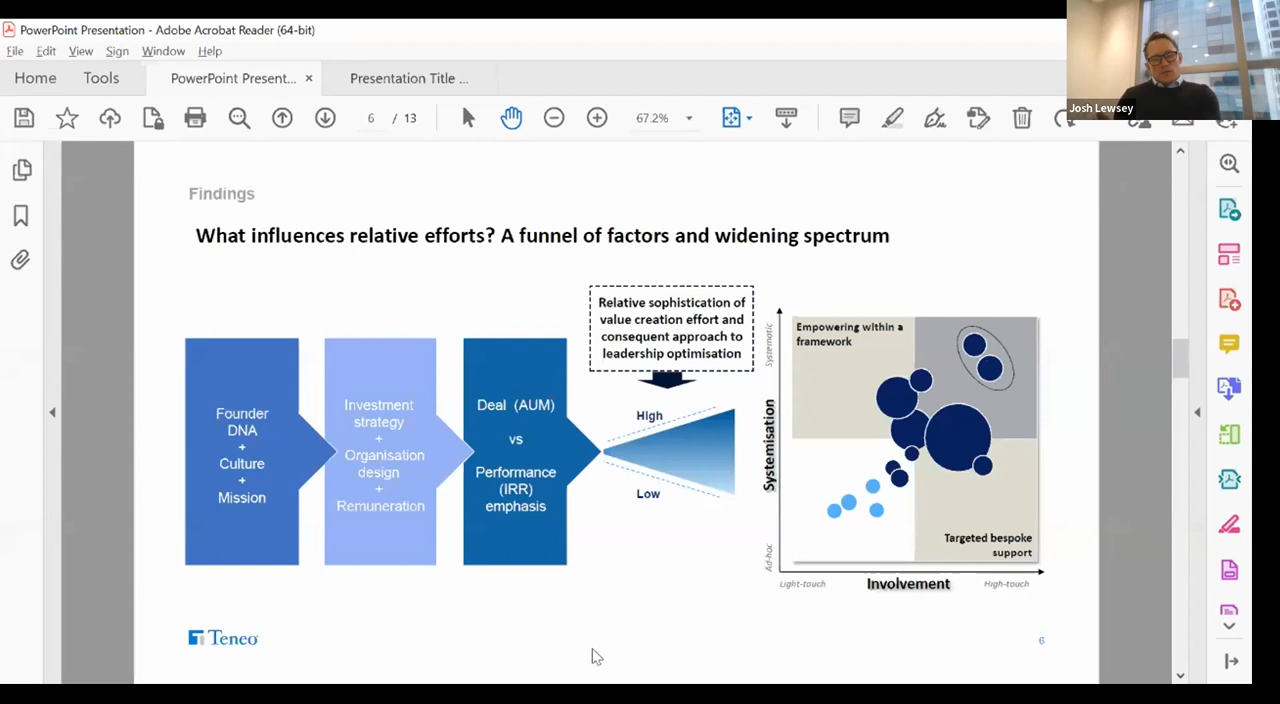 PowerPoint Presentation - Adobe Acrobat Reader (64-bit)
File Edit View Sign Window Help
Home Tools PowerPoint Present... × Presentation Title ...
6 / 13 67.2%
Josh Lewsey
Findings
What influences relative efforts? A funnel of factors and widening spectrum
Founder
DNA
+
Culture
+
Mission
Investment
strategy
+
Organisation
design
+
Remuneration
Deal (AUM)
vs
Performance
(IRR)
emphasis
Relative sophistication of
value creation effort and
consequent approach to
leadership optimisation
High
Low
Systemisation
Systematic
Ad-hoc
Empowering within a
framework
Targeted bespoke
support
Light-touch
Involvement
High-touch
Teneo
6